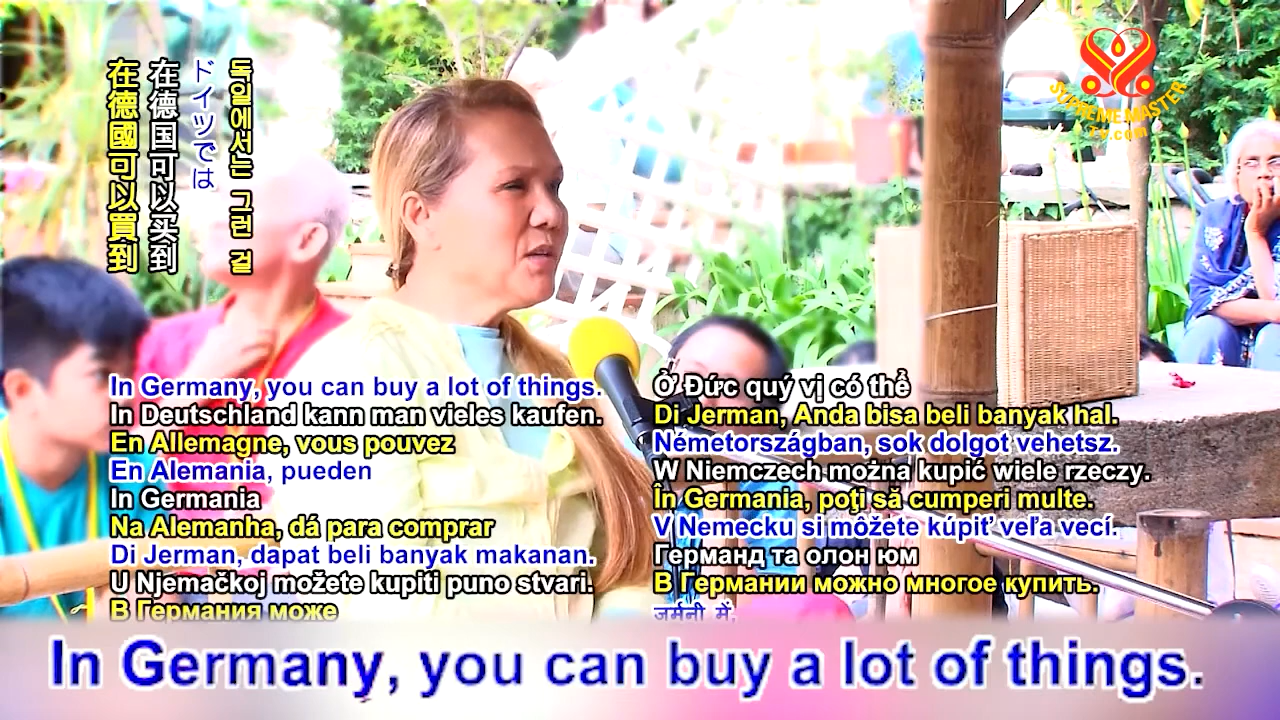 在德國可以買到
在德国可以买到
ドイツでは
독일에서는 그런 걸
SUPREME MASTER
TV.com
In Germany, you can buy a lot of things.
In Deutschland kann man vieles kaufen.
En Allemagne, vous pouvez
En Alemania, pueden
In Germania
Na Alemanha, dá para comprar
Di Jerman, dapat beli banyak makanan.
U Njemačkoj možete kupiti puno stvari.
В Германия може
Ở Đức quý vị có thể
Di Jerman, Anda bisa beli banyak hal.
Németországban, sok dolgot vehetsz.
W Niemczech można kupić wiele rzeczy.
În Germania, poţi să cumperi multe.
V Nemecku si môžete kúpiť veľa vecí.
Германд та олон юм
В Германии можно многое купить.
जर्मनी में,
In Germany, you can buy a lot of things.